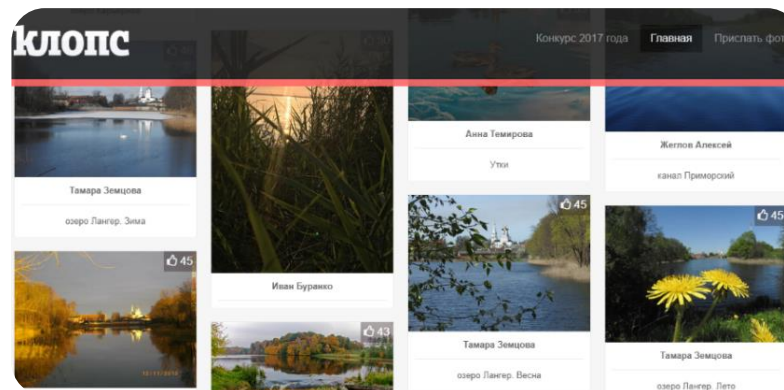 клопс
Конкурс 2017 года
Главная
Прислать фот
Тамара Земцова
озеро Лангер. Зима
45
Иван Буранко
43
Анна Темирова
Утки
45
Тамара Земцова
озеро Лангер. Весна
Жеглов Алексей
канал Приморский
45
Тамара Земцова
озеро Лангер. Лето